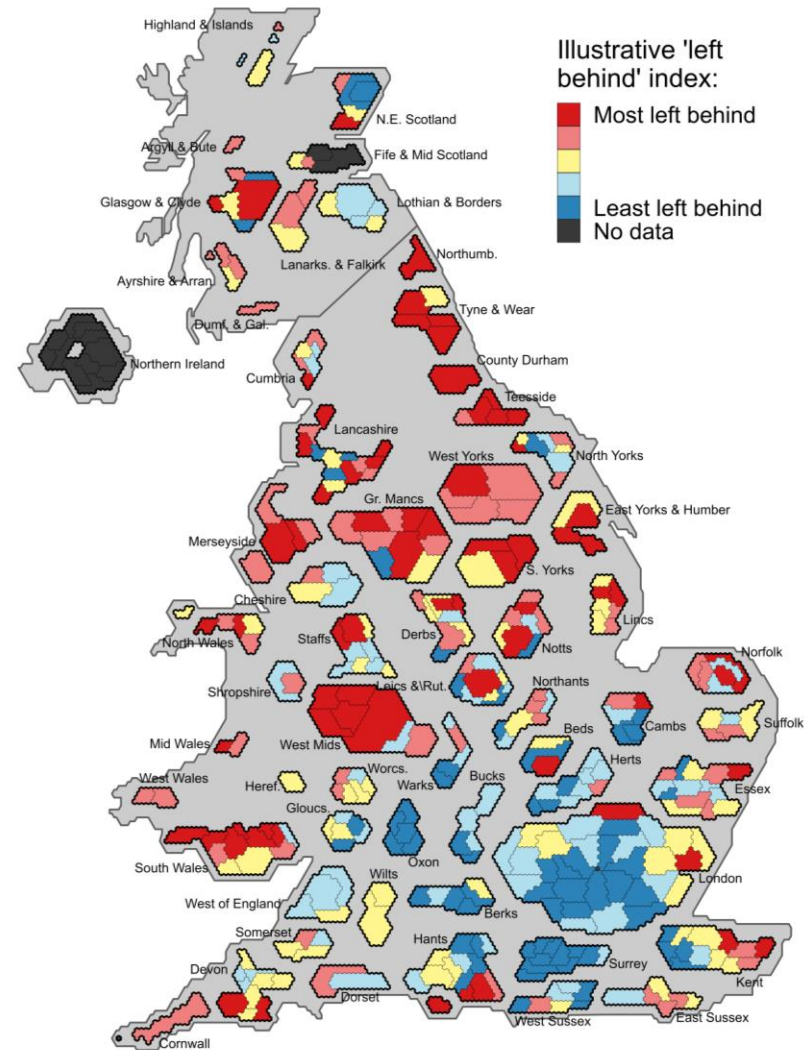 Highland & Islands
Illustrative 'left
behind' index:
Most left behind
Least left behind
No data
N.E. Scotland
Argyll & Bute
Fife & Mid Scotland
Glasgow & Clyde
Lothian & Borders
Lanarks. & Falkirk
Northumb.
Ayrshire & Arran
Tyne & Wear
Dumf. & Gal.
Northern Ireland
County Durham
Cumbria
Teesside
Lancashire
West Yorks
North Yorks
Gr. Mancs
East Yorks & Humber
Merseyside
S. Yorks
Cheshire
Lincs
North Wales
Staffs
Derbs
Notts
Norfolk
Shropshire
Leics &\Rut.
Northants
Suffolk
Cambs
Mid Wales
West Mids
Beds
Herts
West Wales
Heref.
Worcs.
Warks
Bucks
Essex
Gloucs.
South Wales
Oxon
London
Wilts
West of England
Berks
Somerset
Hants
Surrey
Devon
Kent
Dorset
West Sussex
East Sussex
Cornwall